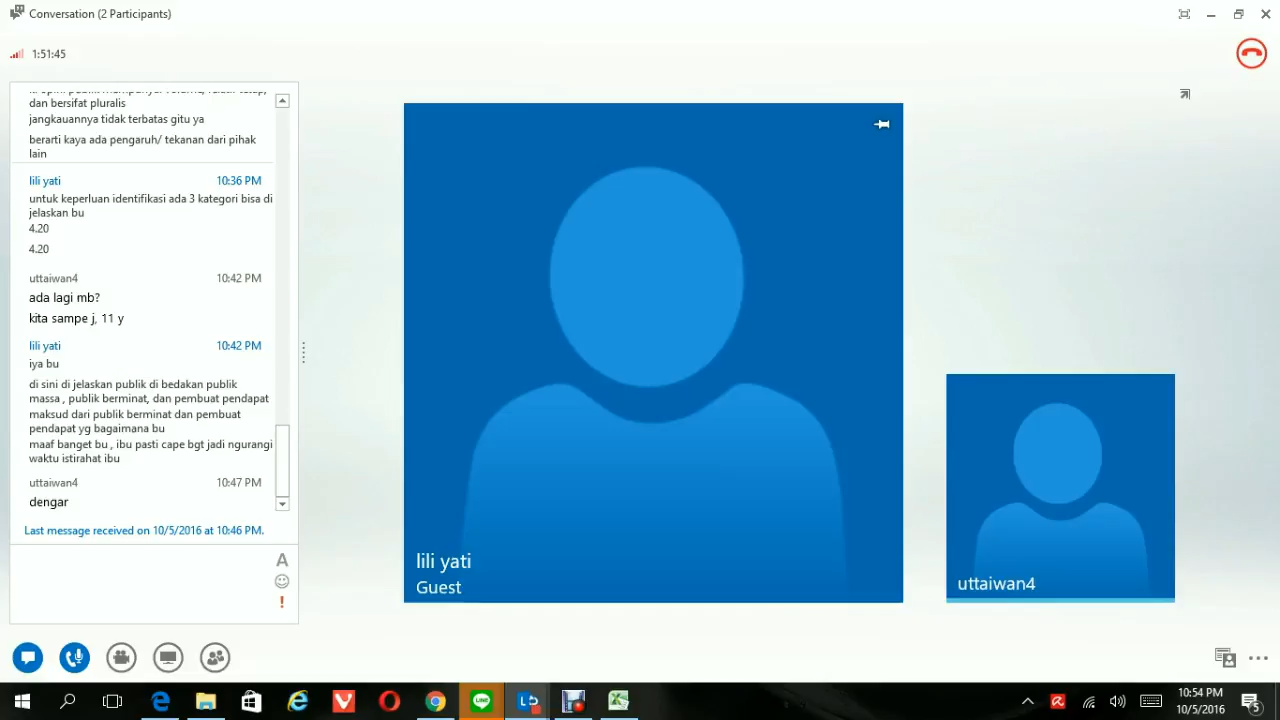 Conversation (2 Participants)
1:51:45
dan bersifat pluralis
jangkauannya tidak terbatas gitu ya
berarti kaya ada pengaruh/ tekanan dari pihak
lain
lili yati 10:36 PM
untuk keperluan identifikasi ada 3 kategori bisa di
jelaskan bu
4.20
4.20
uttaiwan4 10:42 PM
ada lagi mb?
kita sampe j, 11 y
lili yati 10:42 PM
iya bu
di sini di jelaskan publik di bedakan publik
massa , publik berminat, dan pembuat pendapat
maksud dari publik berminat dan pembuat
pendapat yg bagaimana bu
maaf banget bu , ibu pasti cape bgt jadi ngurangi
waktu istirahat ibu
uttaiwan4 10:47 PM
dengar
Last message received on 10/5/2016 at 10:46 PM.
A
!
lili yati
Guest
uttaiwan4
10:54 PM
10/5/2016
5